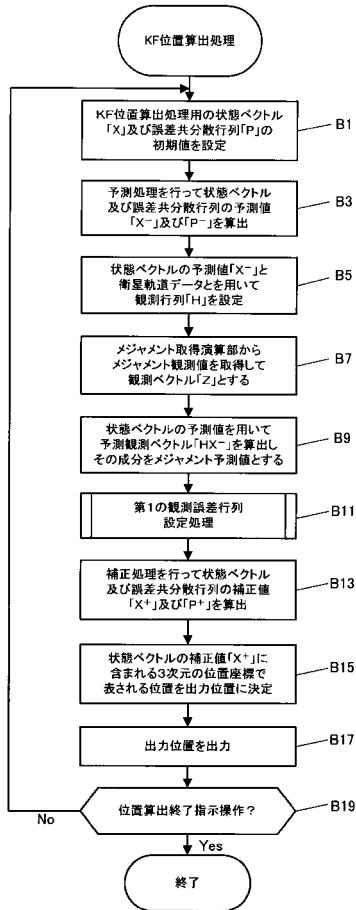 KF位置算出処理
KF位置算出処理用の状態ベクトル
「X」及び誤差共分散行列「P」の
初期値を設定
B1
予測処理を行って状態ベクトル
及び誤差共分散行列の予測値
「X⁻」及び「P⁻」を算出
B3
状態ベクトルの予測値「X⁻」と
衛星軌道データとを用いて
観測行列「H」を設定
B5
メジャメント取得演算部から
メジャメント観測値を取得して
観測ベクトル「Z」とする
B7
状態ベクトルの予測値を用いて
予測観測ベクトル「HX⁻」を算出し
その成分をメジャメント予測値とする
B9
第1の観測誤差行列
設定処理
B11
補正処理を行って状態ベクトル
及び誤差共分散行列の補正値
「X⁺」及び「P⁺」を算出
B13
状態ベクトルの補正値「X⁺」に
含まれる3次元の位置座標で
表される位置を出力位置に決定
B15
出力位置を出力
B17
位置算出終了指示操作?
B19
No
Yes
終了